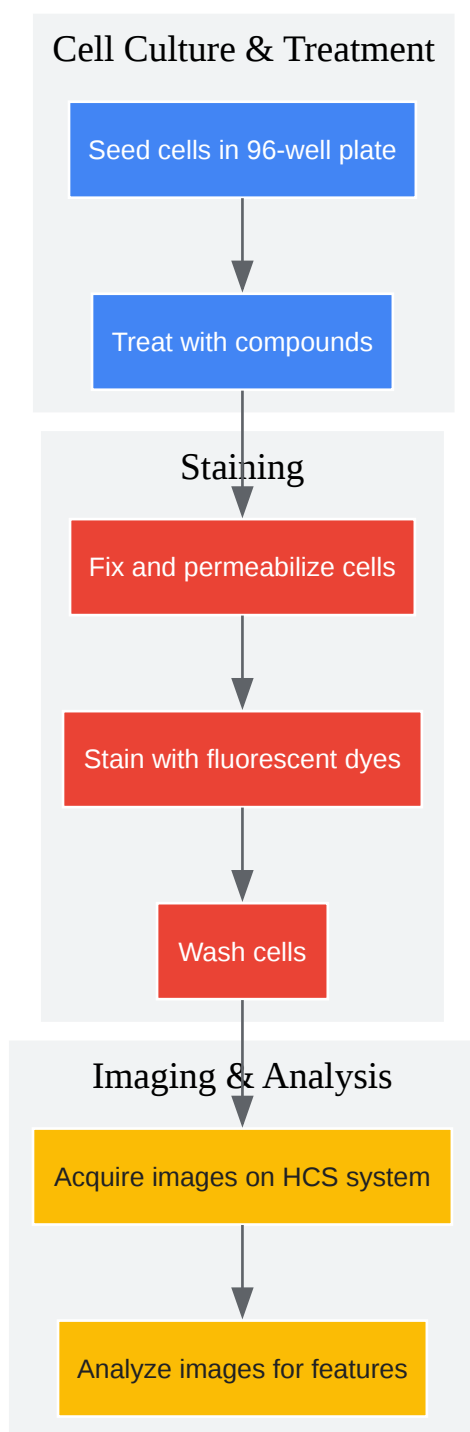 Cell Culture & Treatment
Seed cells in 96-well plate
Treat with compounds
Staining
Fix and permeabilize cells
Stain with fluorescent dyes
Wash cells
Imaging & Analysis
Acquire images on HCS system
Analyze images for features